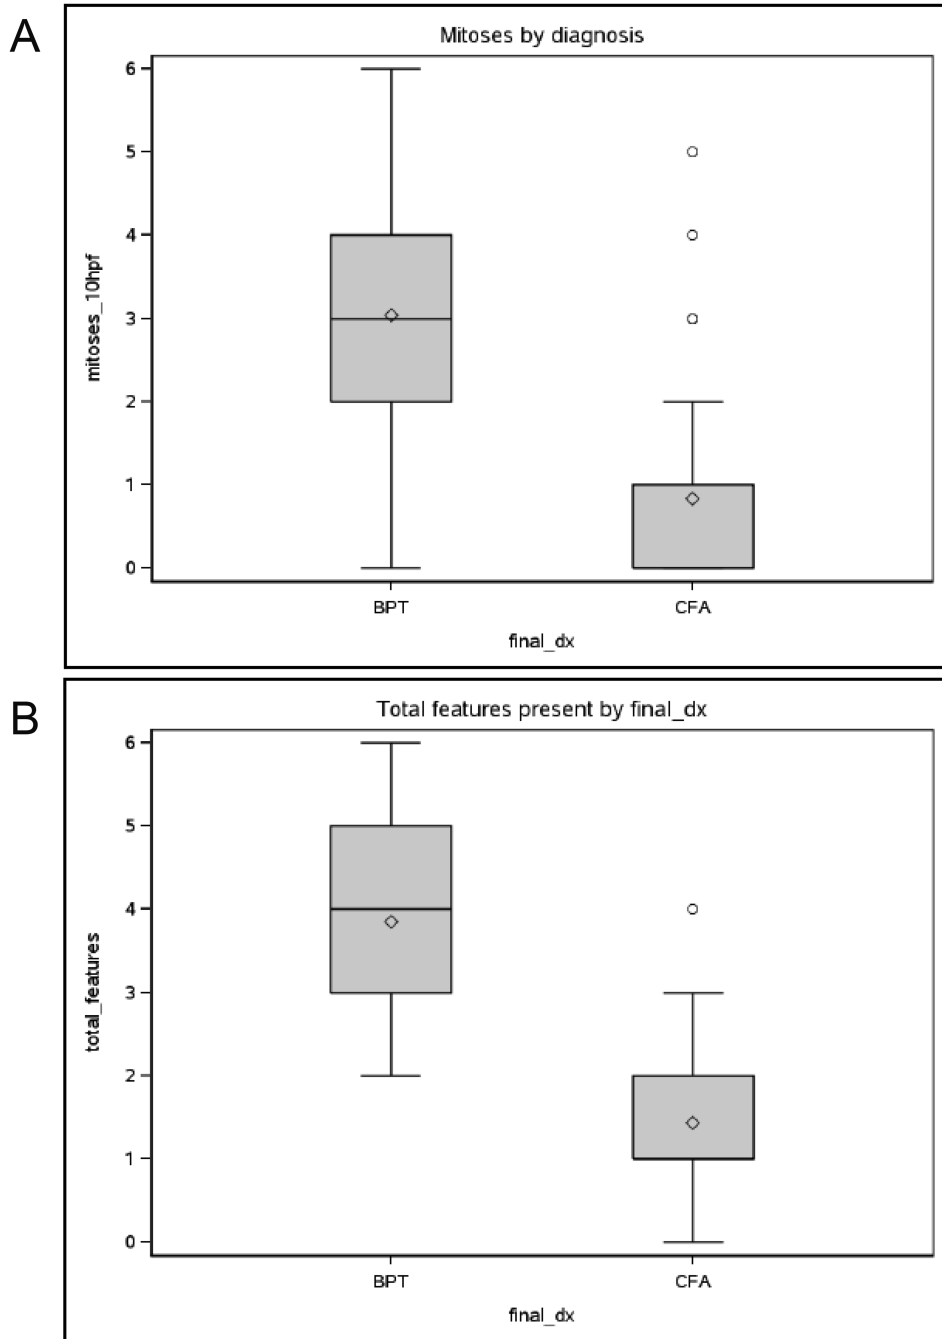 A
Mitoses by diagnosis
6
5
4
3
2
1
0
mitoses_10hpf
BPT
CFA
final_dx
B
Total features present by final_dx
6
5
4
3
2
1
0
total_features
BPT
CFA
final_dx